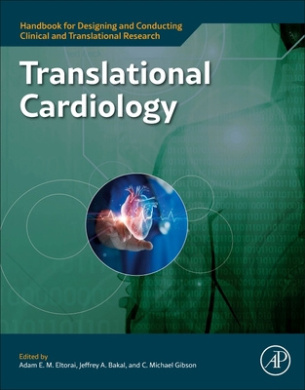 Handbook for Designing and Conducting
Clinical and Translational Research
Translational
Cardiology
Edited by
Adam E. M. Eltorai, Jeffrey A. Bakal, and C. Michael Gibson
AP